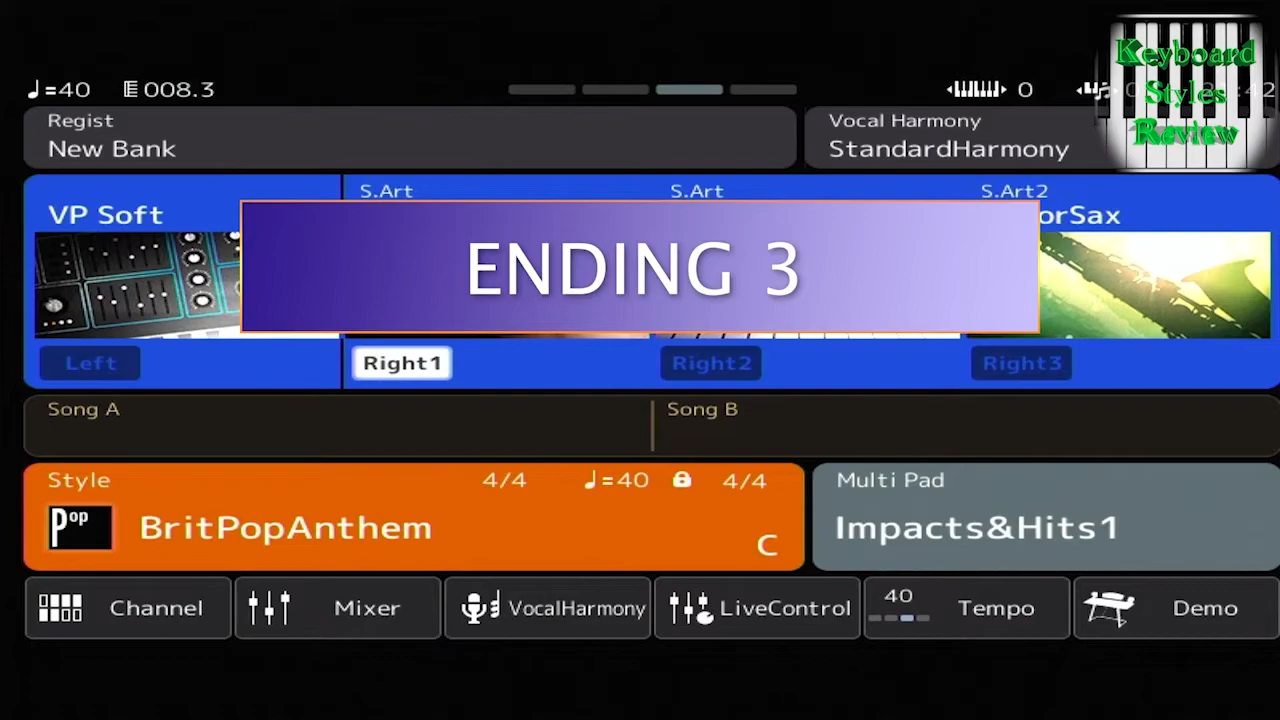 ♩=40 008.3
0
:42
Keyboard
Styles
Review
Regist
New Bank
Vocal Harmony
StandardHarmony
VP Soft
S.Art
S.Art
S.Art2
orSax
ENDING 3
Left
Right1
Right2
Right3
Song A
Song B
Style
4/4 ♩=40 4/4
Pop
BritPopAnthem
C
Multi Pad
Impacts&Hits1
Channel
Mixer
VocalHarmony
LiveControl
40
Tempo
Demo